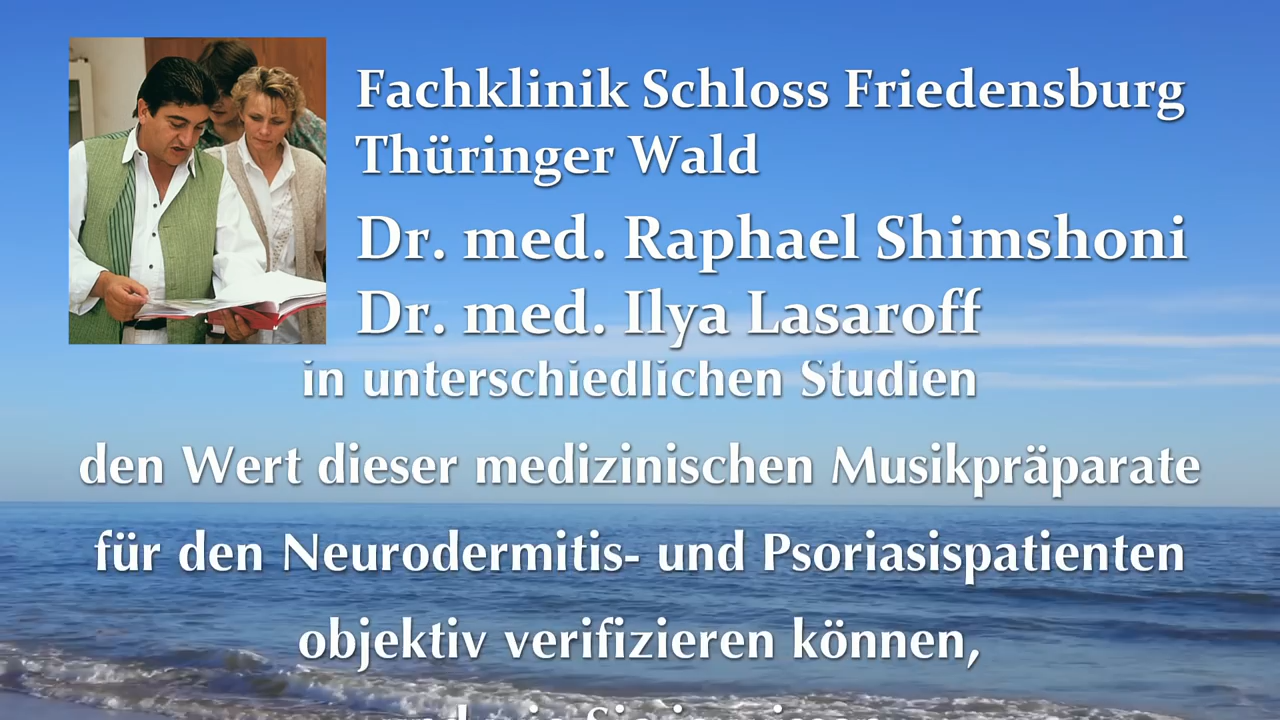 Fachklinik Schloss Friedensburg
Thüringer Wald
Dr. med. Raphael Shimshoni
Dr. med. Ilya Lasaroff
in unterschiedlichen Studien
den Wert dieser medizinischen Musikpräparate
für den Neurodermitis- und Psoriasispatienten
objektiv verifizieren können,